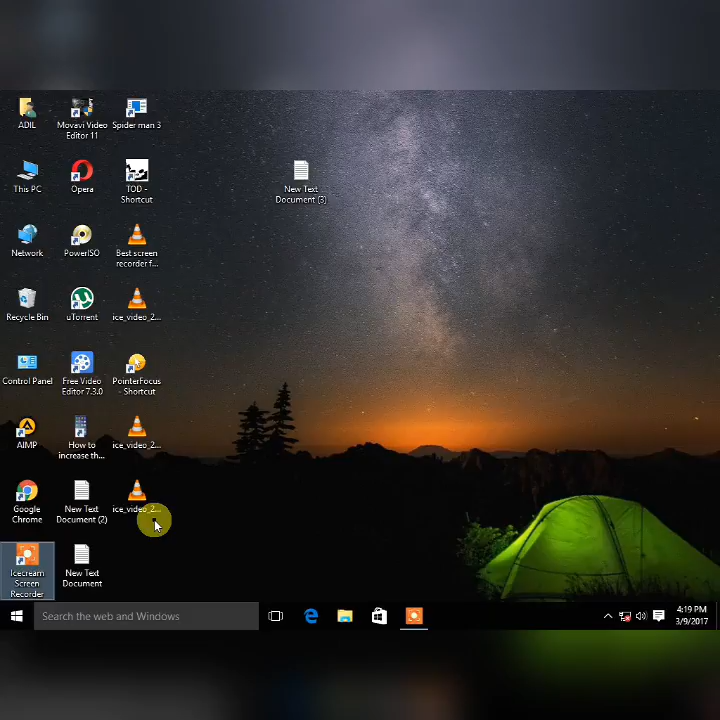 ADIL
Movavi Video
Editor 11
Spider man 3
This PC
Opera
TOD -
Shortcut
New Text
Document (3)
Network
PowerISO
Best screen
recorder f...
Recycle Bin
uTorrent
ice_video_2...
Control Panel
Free Video
Editor 7.3.0
PointerFocus
- Shortcut
AIMP
How to
increase th...
ice_video_2...
Google
Chrome
New Text
Document (2)
ice_video_2...
Icecream
Screen
Recorder
New Text
Document
Search the web and Windows
4:19 PM
3/9/2017